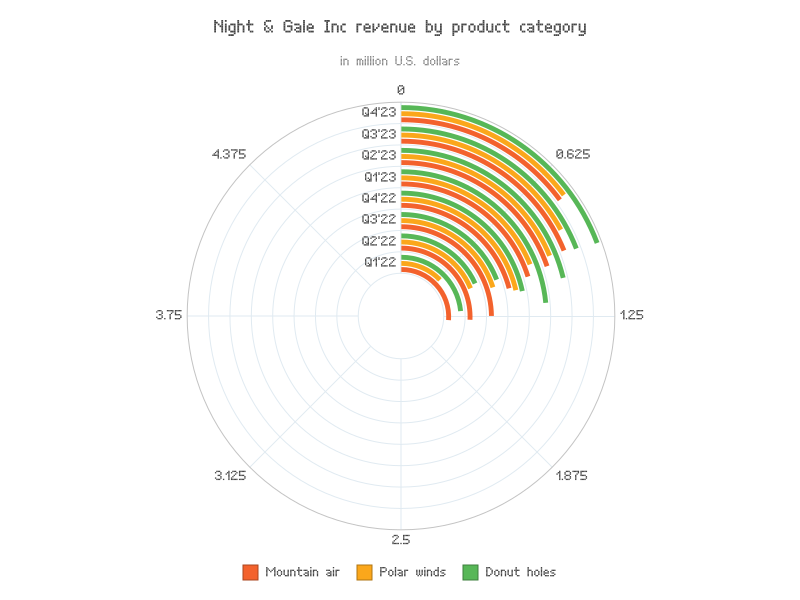 Night & Gale Inc revenue by product category
in million U.S. dollars
0
0.625
1.25
1.875
2.5
3.125
3.75
4.375
Q4'23
Q3'23
Q2'23
Q1'23
Q4'22
Q3'22
Q2'22
Q1'22
Mountain air Polar winds Donut holes